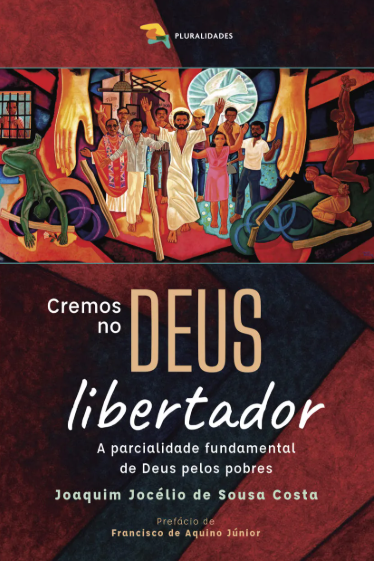 PLURALIDADES
Cremos
no
DEUS
libertador
A parcialidade fundamental
de Deus pelos pobres
Joaquim Jocélio de Sousa Costa
Prefácio de
Francisco de Aquino Júnior